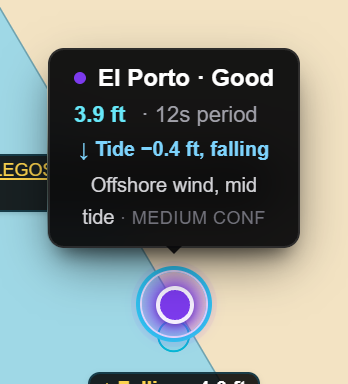 El Porto · Good
3.9 ft · 12s period
↓ Tide −0.4 ft, falling
LEGOS
Offshore wind, mid
tide · MEDIUM CONF